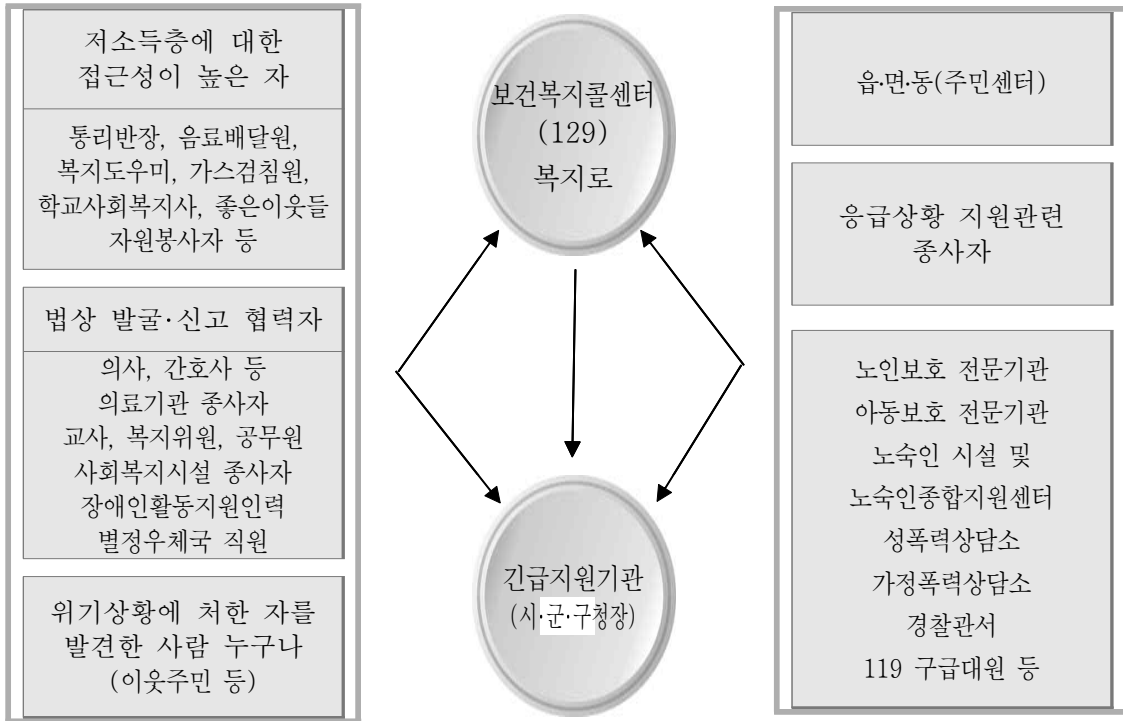 저소득층에 대한
접근성이 높은 자
통리반장, 음료배달원,
복지도우미, 가스검침원,
학교사회복지사, 좋은이웃들
자원봉사자 등
법상 발굴·신고 협력자
의사, 간호사 등
의료기관 종사자
교사, 복지위원, 공무원
사회복지시설 종사자
장애인활동지원인력
별정우체국 직원
위기상황에 처한 자를
발견한 사람 누구나
(이웃주민 등)
보건복지콜센터
(129)
복지로
긴급지원기관
(시·군·구청장)
읍·면·동(주민센터)
응급상황 지원관련
종사자
노인보호 전문기관
아동보호 전문기관
노숙인 시설 및
노숙인종합지원센터
성폭력상담소
가정폭력상담소
경찰관서
119 구급대원 등